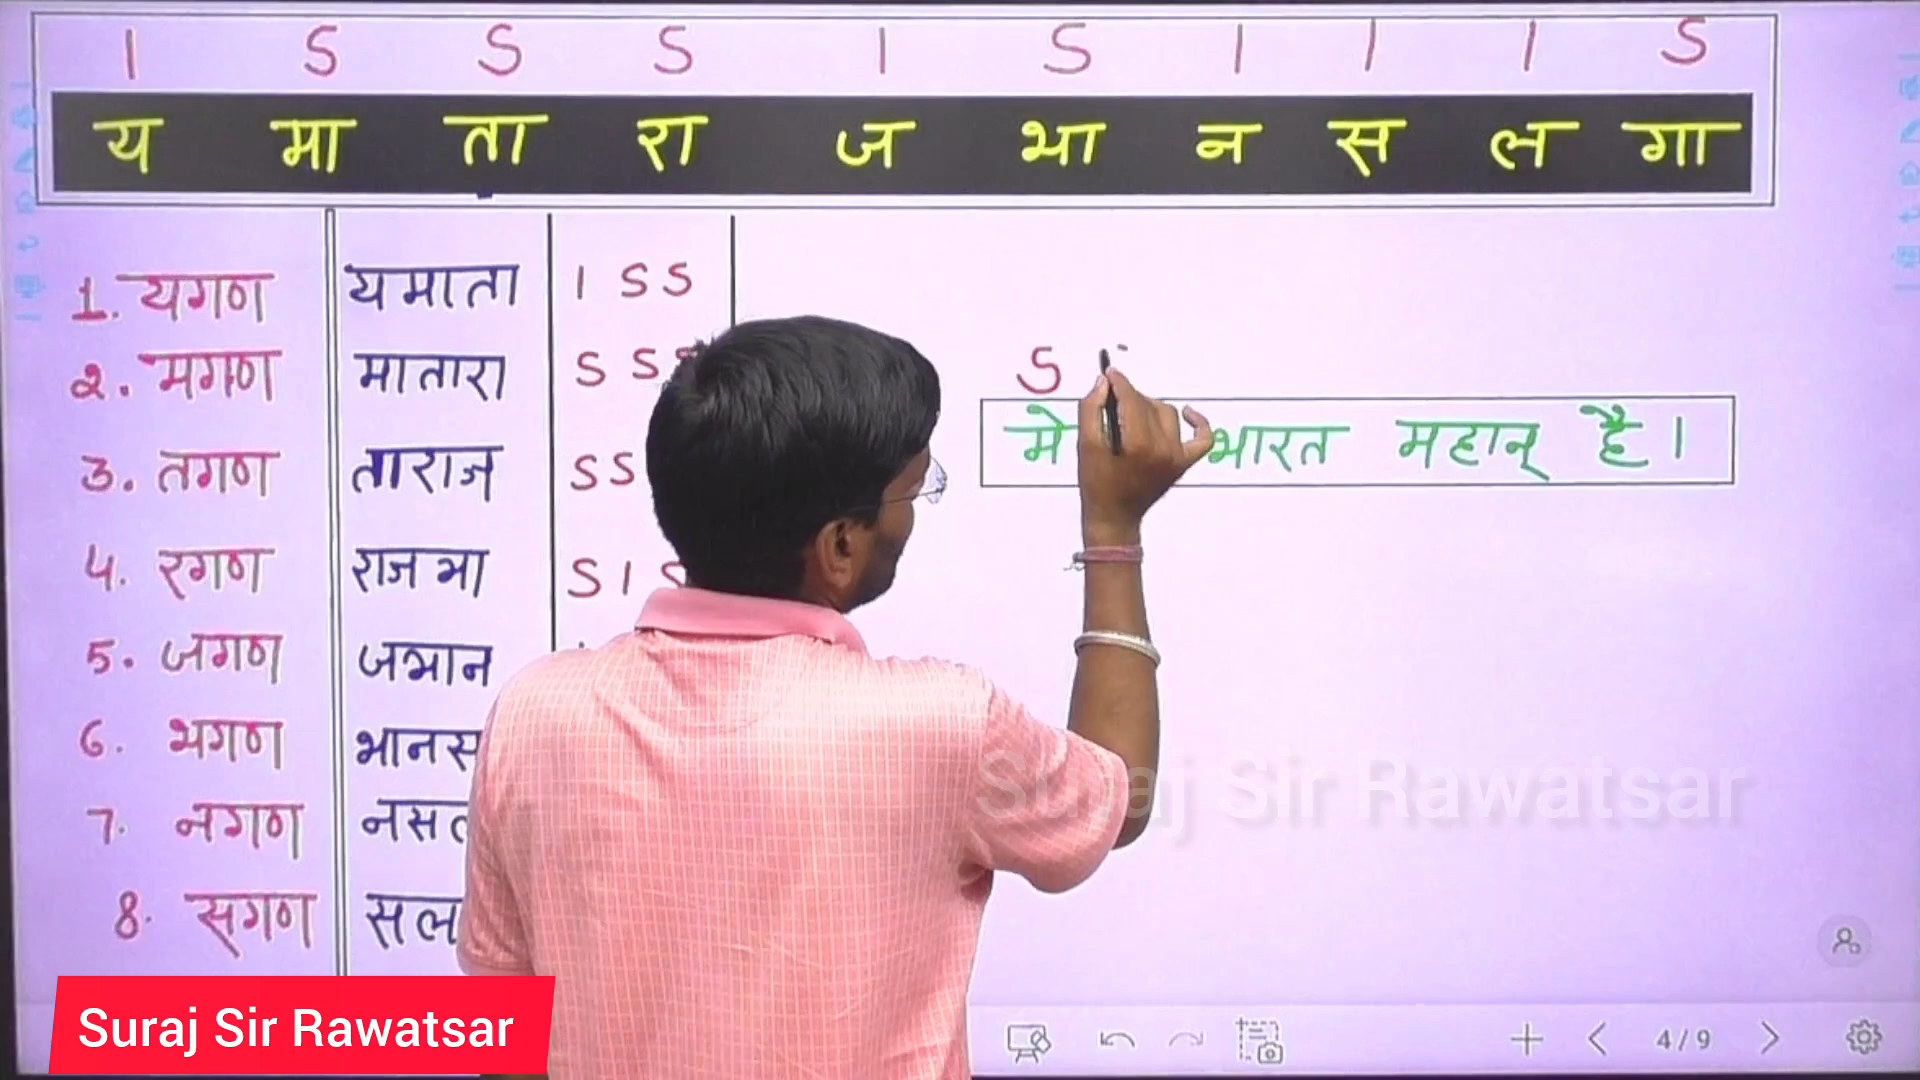 I S S S I S I I I S
य मा ता रा ज भा न स ल गा
1. यगण यमाता I S S
2. मगण मातारा S S
3. तगण ताराज S S
4. रगण राजभा S I S
5. जगण जभान
6. भगण भानस
7. नगण नस
8. सगण सल
S
मे भारत महान् है ।
Suraj Sir Rawatsar
Suraj Sir Rawatsar
4/9